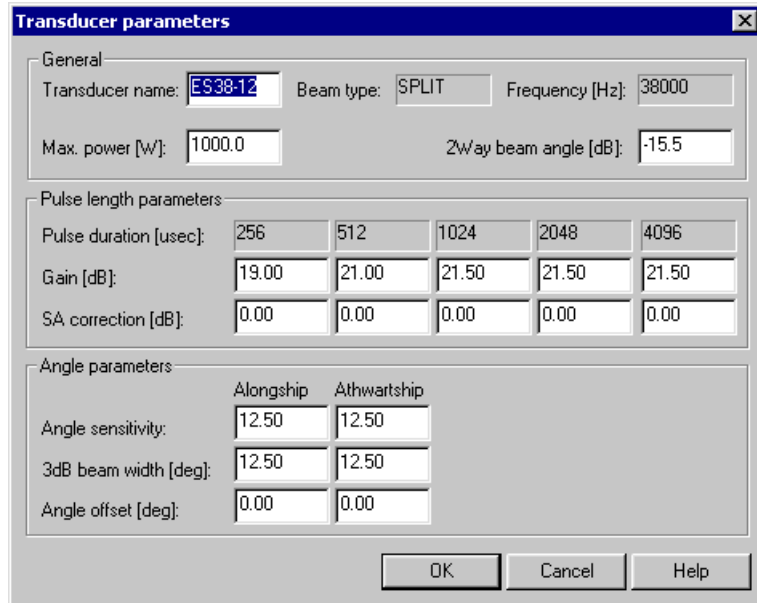 Transducer parameters
General
Transducer name: ES38-12 Beam type: SPLIT Frequency [Hz]: 38000
Max. power [W]: 1000.0 2Way beam angle [dB]: -15.5
Pulse length parameters
Pulse duration [usec]: 256 512 1024 2048 4096
Gain [dB]: 19.00 21.00 21.50 21.50 21.50
SA correction [dB]: 0.00 0.00 0.00 0.00 0.00
Angle parameters
Alongship Athwartship
Angle sensitivity: 12.50 12.50
3dB beam width [deg]: 12.50 12.50
Angle offset [deg]: 0.00 0.00
OK Cancel Help